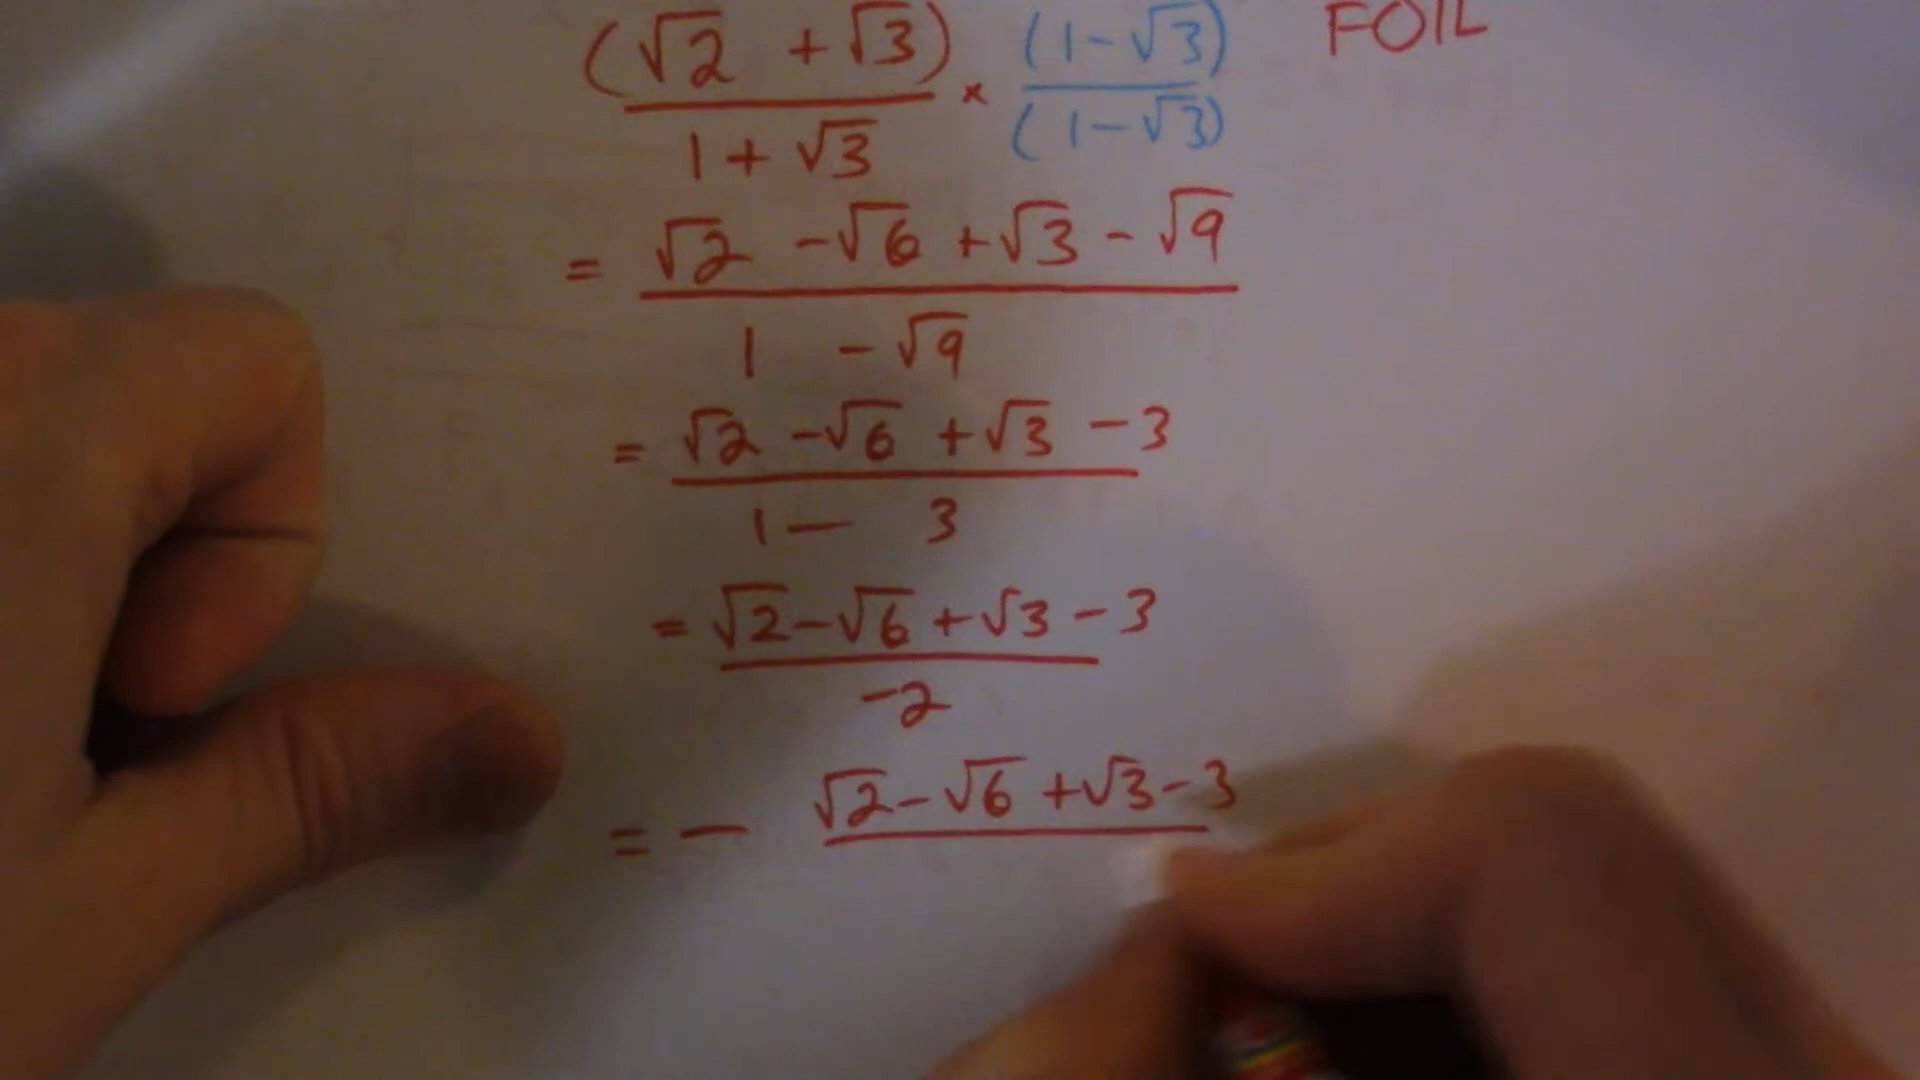 (√2 + √3) / 1 + √3 × (1 - √3) / (1 - √3) FOIL
= √2 - √6 + √3 - √9 / 1 - √9
= √2 - √6 + √3 - 3 / 1 - 3
= √2 - √6 + √3 - 3 / -2
= - √2 - √6 + √3 - 3